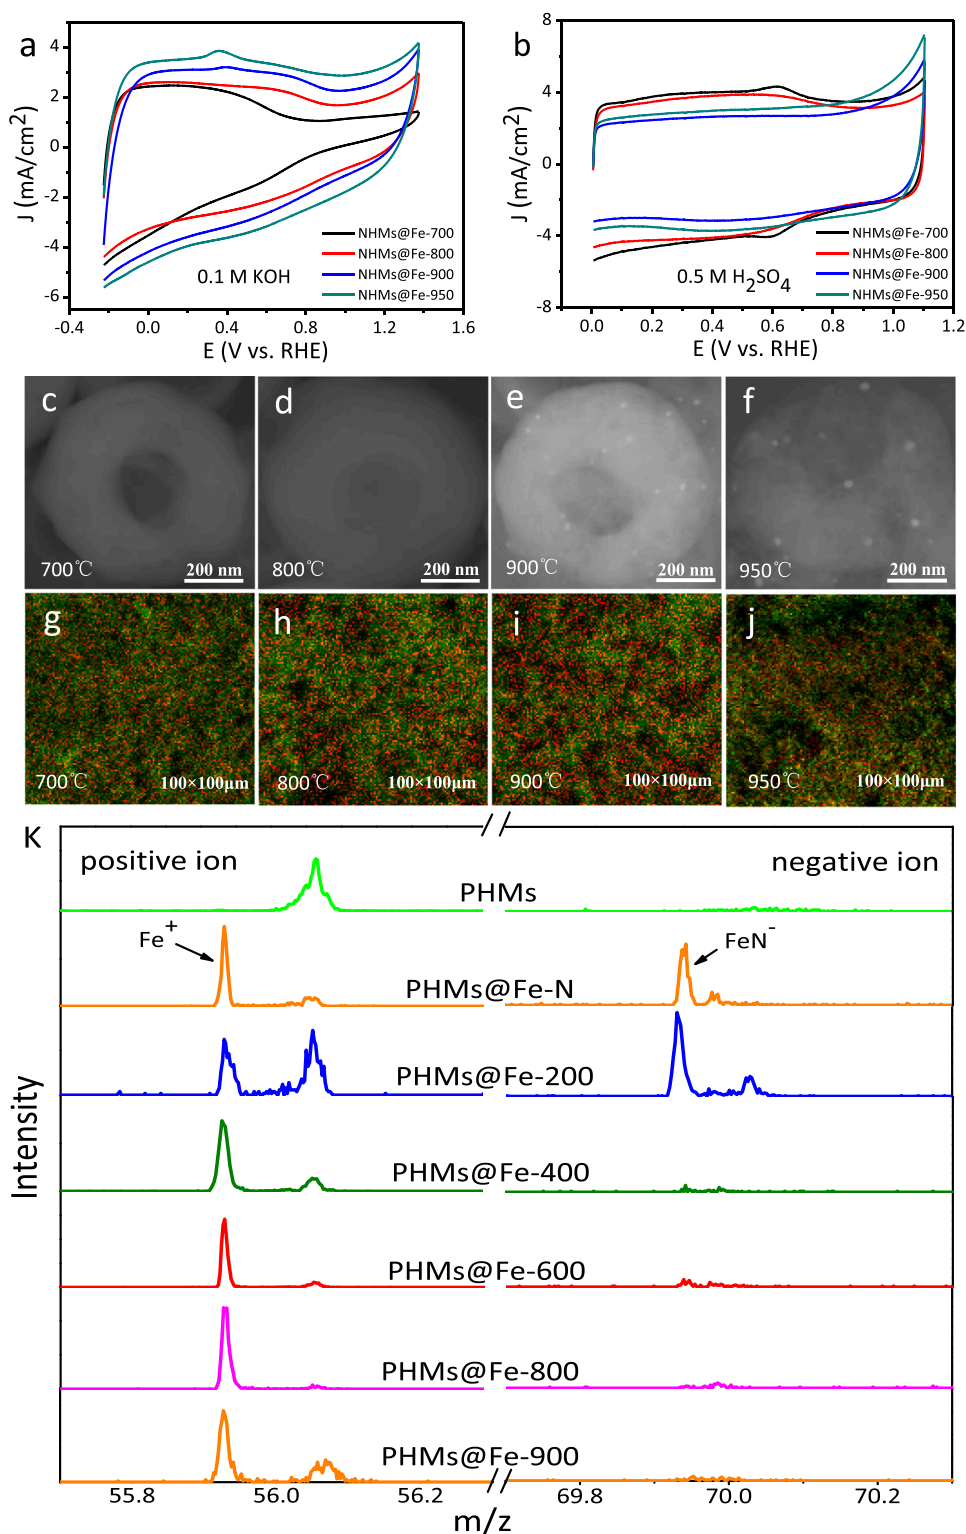 a
4
2
0
-2
-4
-6
J (mA/cm²)
NHMs@Fe-700
NHMs@Fe-800
NHMs@Fe-900
NHMs@Fe-950
0.1 M KOH
-0.4 0.0 0.4 0.8 1.2 1.6
E (V vs. RHE)
b
8
4
0
-4
-8
J (mA/cm²)
NHMs@Fe-700
NHMs@Fe-800
NHMs@Fe-900
NHMs@Fe-950
0.5 M H₂SO₄
0.0 0.2 0.4 0.6 0.8 1.0 1.2
E (V vs. RHE)
c
700℃
200 nm
d
800℃
200 nm
e
900℃
200 nm
f
950℃
200 nm
g
700℃
100×100μm
h
800℃
100×100μm
i
900℃
100×100μm
j
950℃
100×100μm
K
positive ion
negative ion
PHMs
Fe⁺
FeN⁻
PHMs@Fe-N
PHMs@Fe-200
PHMs@Fe-400
PHMs@Fe-600
PHMs@Fe-800
PHMs@Fe-900
Intensity
55.8 56.0 56.2 69.8 70.0 70.2
m/z